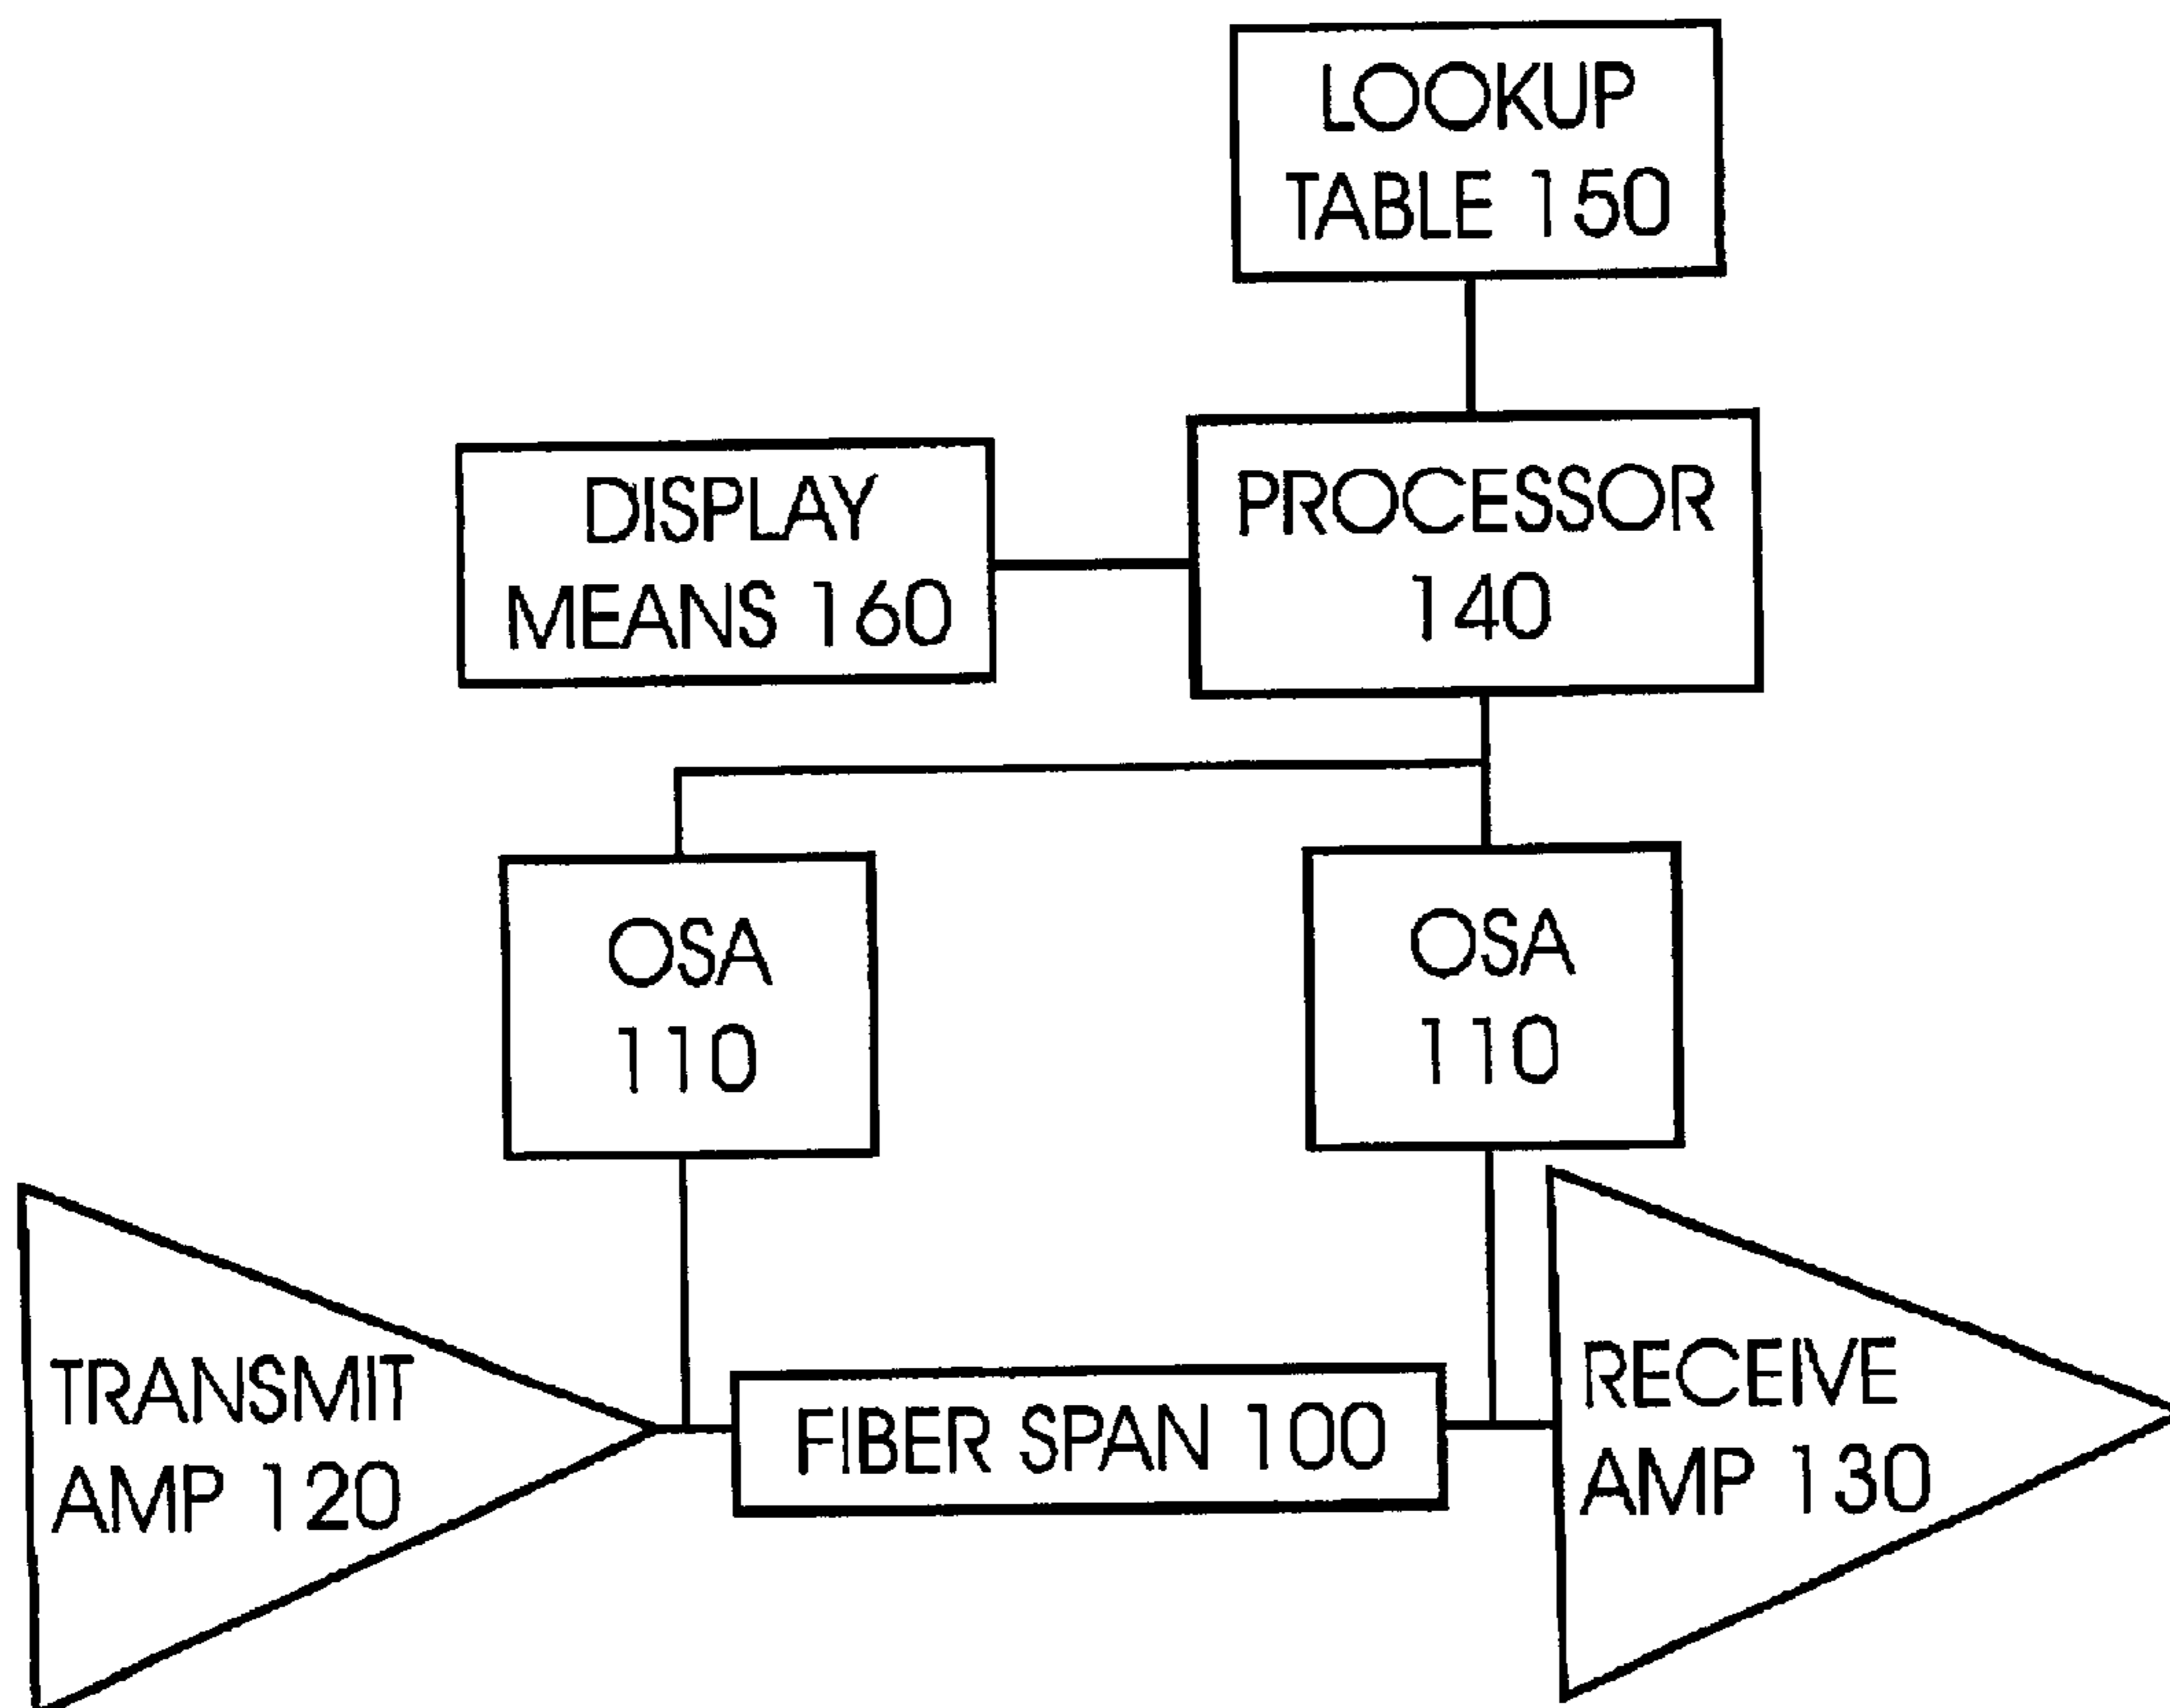 LOOKUP
TABLE 150
DISPLAY
MEANS 160
PROCESSOR
140
OSA
110
OSA
110
TRANSMIT
AMP 120
FIBER SPAN 100
RECEIVE
AMP 130